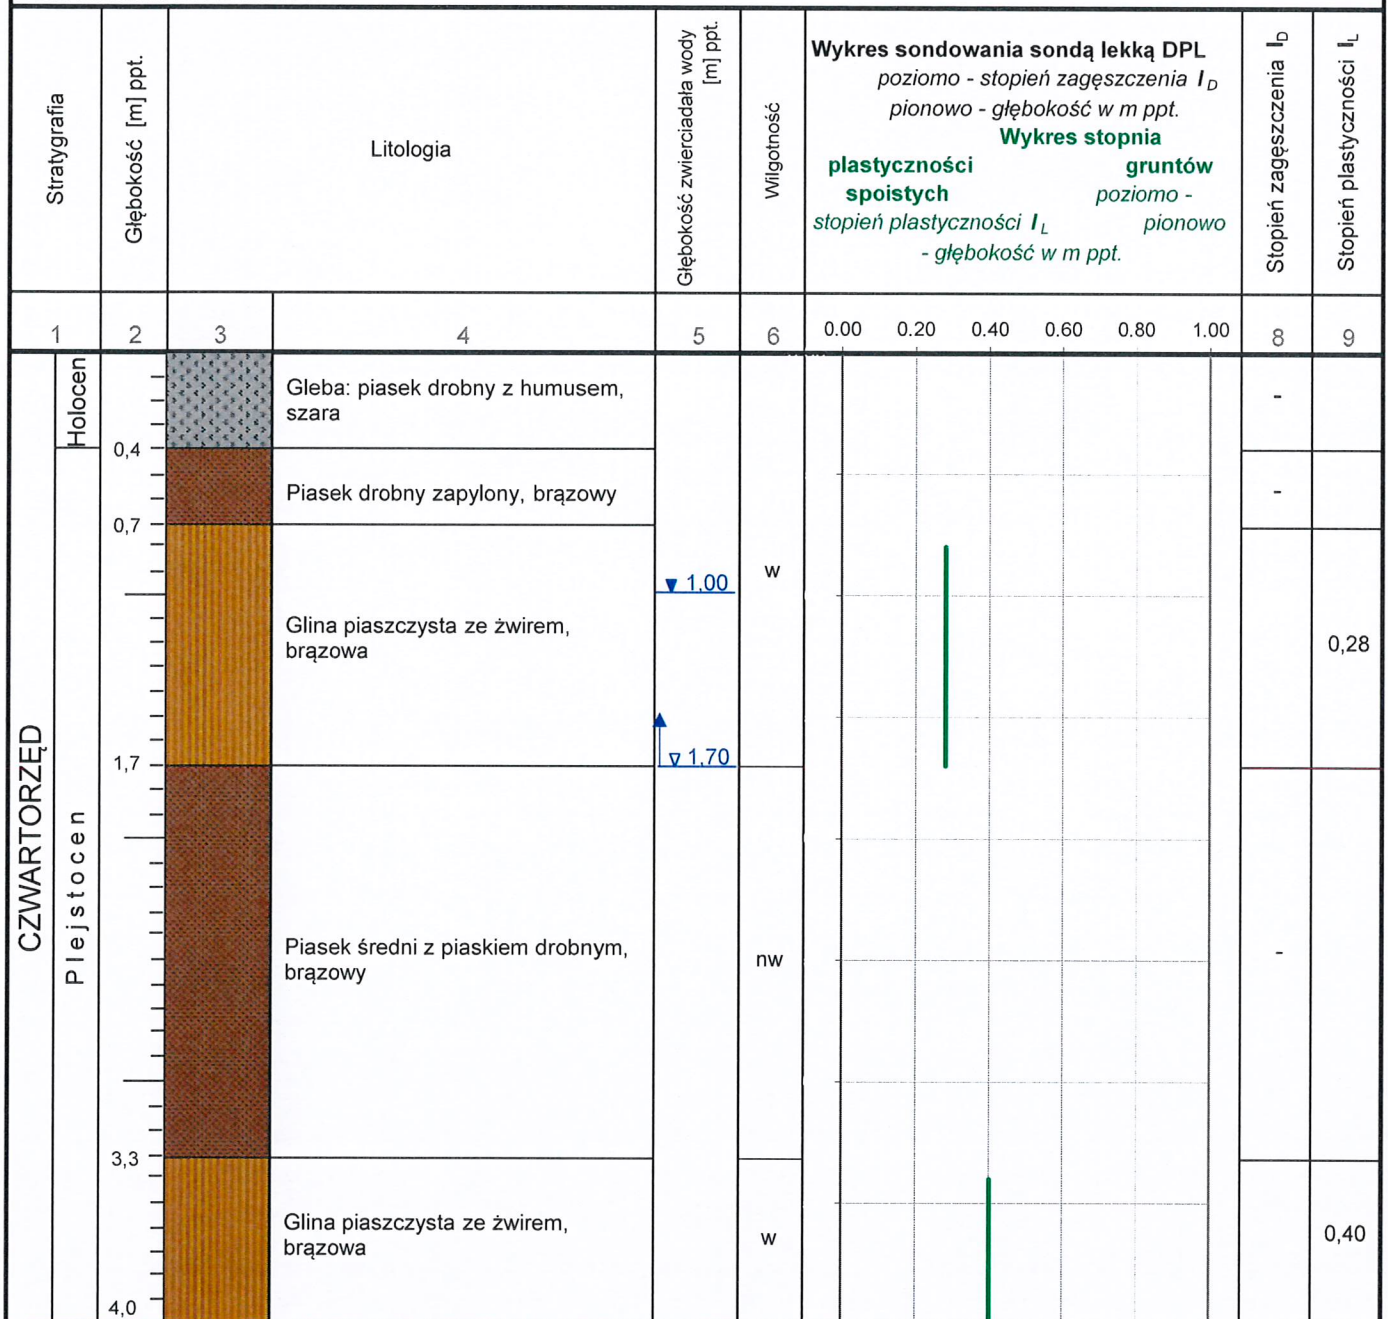 Stratygrafia
Głębokość [m] ppt.
Litologia
Głębokość zwierciadała wody
[m] ppt.
Wilgotność
Wykres sondowania sondą lekką DPL
poziomo - stopień zagęszczenia I D
pionowo - głębokość w m ppt.
Wykres stopnia
plastyczności gruntów
spoistych poziomo -
stopień plastyczności I L pionowo
- głębokość w m ppt.
Stopień zagęszczenia I D
Stopień plastyczności I L
1 2 3 4 5 6 0.00 0.20 0.40 0.60 0.80 1.00 8 9
CZWARTORZĘD
Holocen
Gleba: piasek drobny z humusem,
szara
-
0,4
Plejstocen
Piasek drobny zapylony, brązowy
-
0,7
w
1,00
Glina piaszczysta ze żwirem,
brązowa
0,28
1,70
1,7
Piasek średni z piaskiem drobnym,
brązowy
nw
-
3,3
Glina piaszczysta ze żwirem,
brązowa
w
0,40
4,0